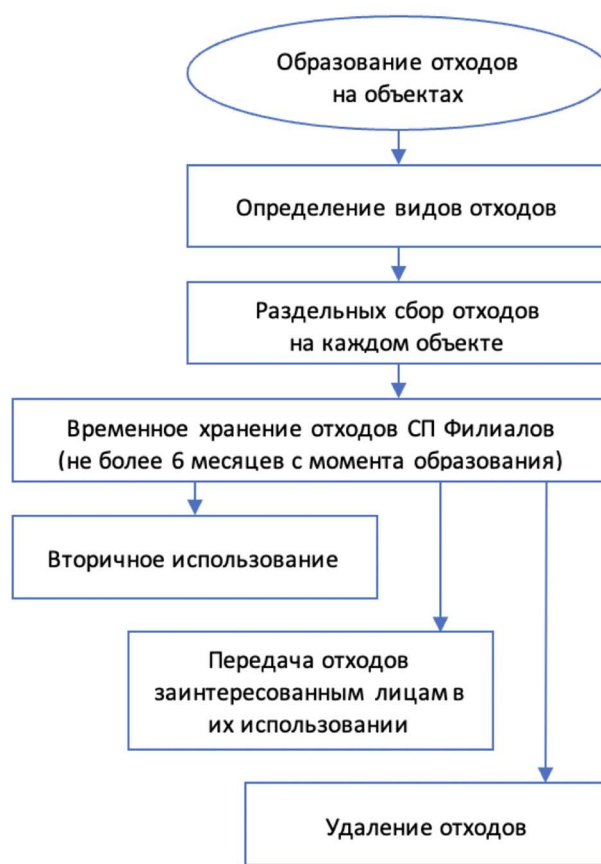 Образование отходов
на объектах
Определение видов отходов
Раздельных сбор отходов
на каждом объекте
Временное хранение отходов СП Филиалов
(не более 6 месяцев с момента образования)
Вторичное использование
Передача отходов
заинтересованным лицам в
их использовании
Удаление отходов